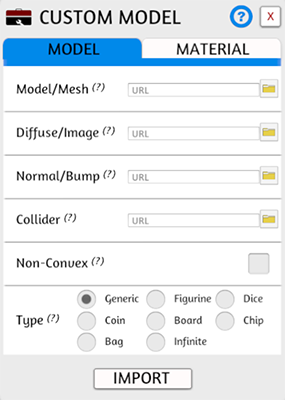 CUSTOM MODEL ? X
MODEL MATERIAL
Model/Mesh (?) URL
Diffuse/Image (?) URL
Normal/Bump (?) URL
Collider (?) URL
Non-Convex (?)
Generic Figurine Dice
Type (?) Coin Board Chip
Bag Infinite
IMPORT